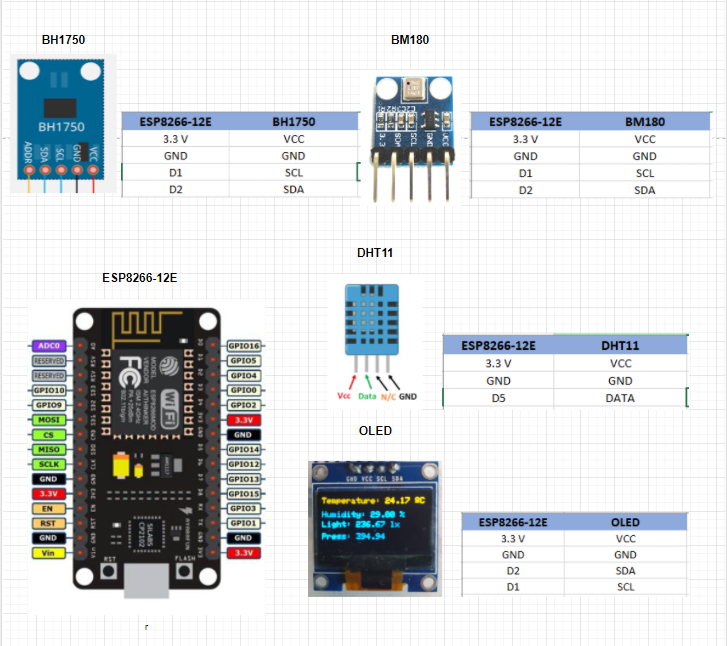 BH1750
BM180
BH1750
ADDR
SDA
SCL
GND
VCC
ESP8266-12E BH1750
3.3 V VCC
GND GND
D1 SCL
D2 SDA
3.3
SDA
SCL
GND
VCC
ESP8266-12E BM180
3.3 V VCC
GND GND
D1 SCL
D2 SDA
DHT11
ESP8266-12E
Vcc Data N/C GND
ESP8266-12E DHT11
3.3 V VCC
GND GND
D5 DATA
ADC0 GPIO16
RESERVED GPIO5
RESERVED GPIO4
GPIO10 GPIO0
GPIO9 GPIO2
MOSI 3.3V
CS GND
MISO GPIO14
SCLK GPIO12
GND GPIO13
3.3V GPIO15
EN GPIO3
RST GPIO1
GND GND
Vin 3.3V
FCC
WiFi
MODEL
VENDOR
SILABS
CP2102
RST FLASH
OLED
GND VCC SCL SDA
Temperature: 24.17 ºC
Humidity: 29.00 %
Light: 236.67 lx
Press: 394.94
ESP8266-12E OLED
3.3 V VCC
GND GND
D2 SDA
D1 SCL
r